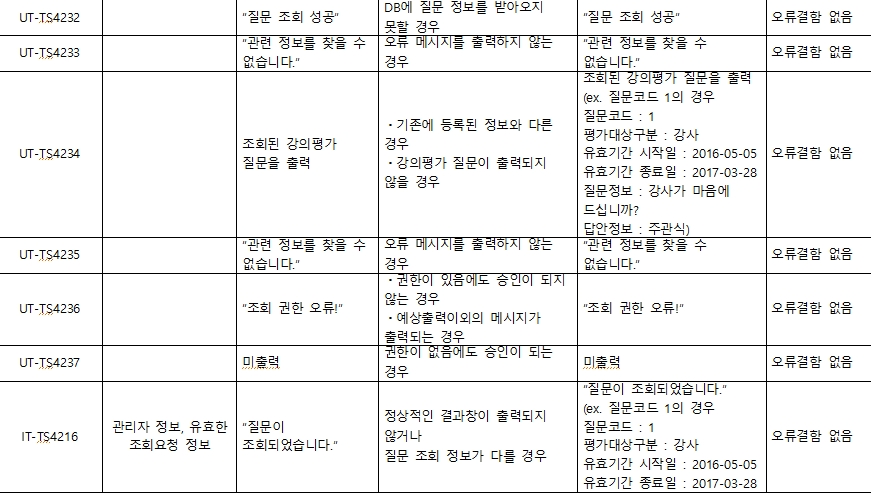 UT-TS4232
"질문 조회 성공"
DB에 질문 정보를 받아오지
못할 경우
"질문 조회 성공"
오류결함 없음
UT-TS4233
"관련 정보를 찾을 수
없습니다."
오류 메시지를 출력하지 않는
경우
"관련 정보를 찾을 수
없습니다."
오류결함 없음
UT-TS4234
조회된 강의평가
질문을 출력
・기존에 등록된 정보와 다른
경우
・강의평가 질문이 출력되지
않을 경우
조회된 강의평가 질문을 출력
(ex. 질문코드 1의 경우
질문코드 : 1
평가대상구분 : 강사
유효기간 시작일 : 2016-05-05
유효기간 종료일 : 2017-03-28
질문정보 : 강사가 마음에
드십니까?
답안정보 : 주관식)
오류결함 없음
UT-TS4235
"관련 정보를 찾을 수
없습니다."
오류 메시지를 출력하지 않는
경우
"관련 정보를 찾을 수
없습니다."
오류결함 없음
UT-TS4236
"조회 권한 오류!"
・권한이 있음에도 승인이 되지
않는 경우
・예상출력이외의 메시지가
출력되는 경우
"조회 권한 오류!"
오류결함 없음
UT-TS4237
미출력
권한이 없음에도 승인이 되는
경우
미출력
오류결함 없음
IT-TS4216
관리자 정보, 유효한
조회요청 정보
"질문이
조회되었습니다."
정상적인 결과창이 출력되지
않거나
질문 조회 정보가 다를 경우
"질문이 조회되었습니다."
(ex. 질문코드 1의 경우
질문코드 : 1
평가대상구분 : 강사
유효기간 시작일 : 2016-05-05
유효기간 종료일 : 2017-03-28
오류결함 없음